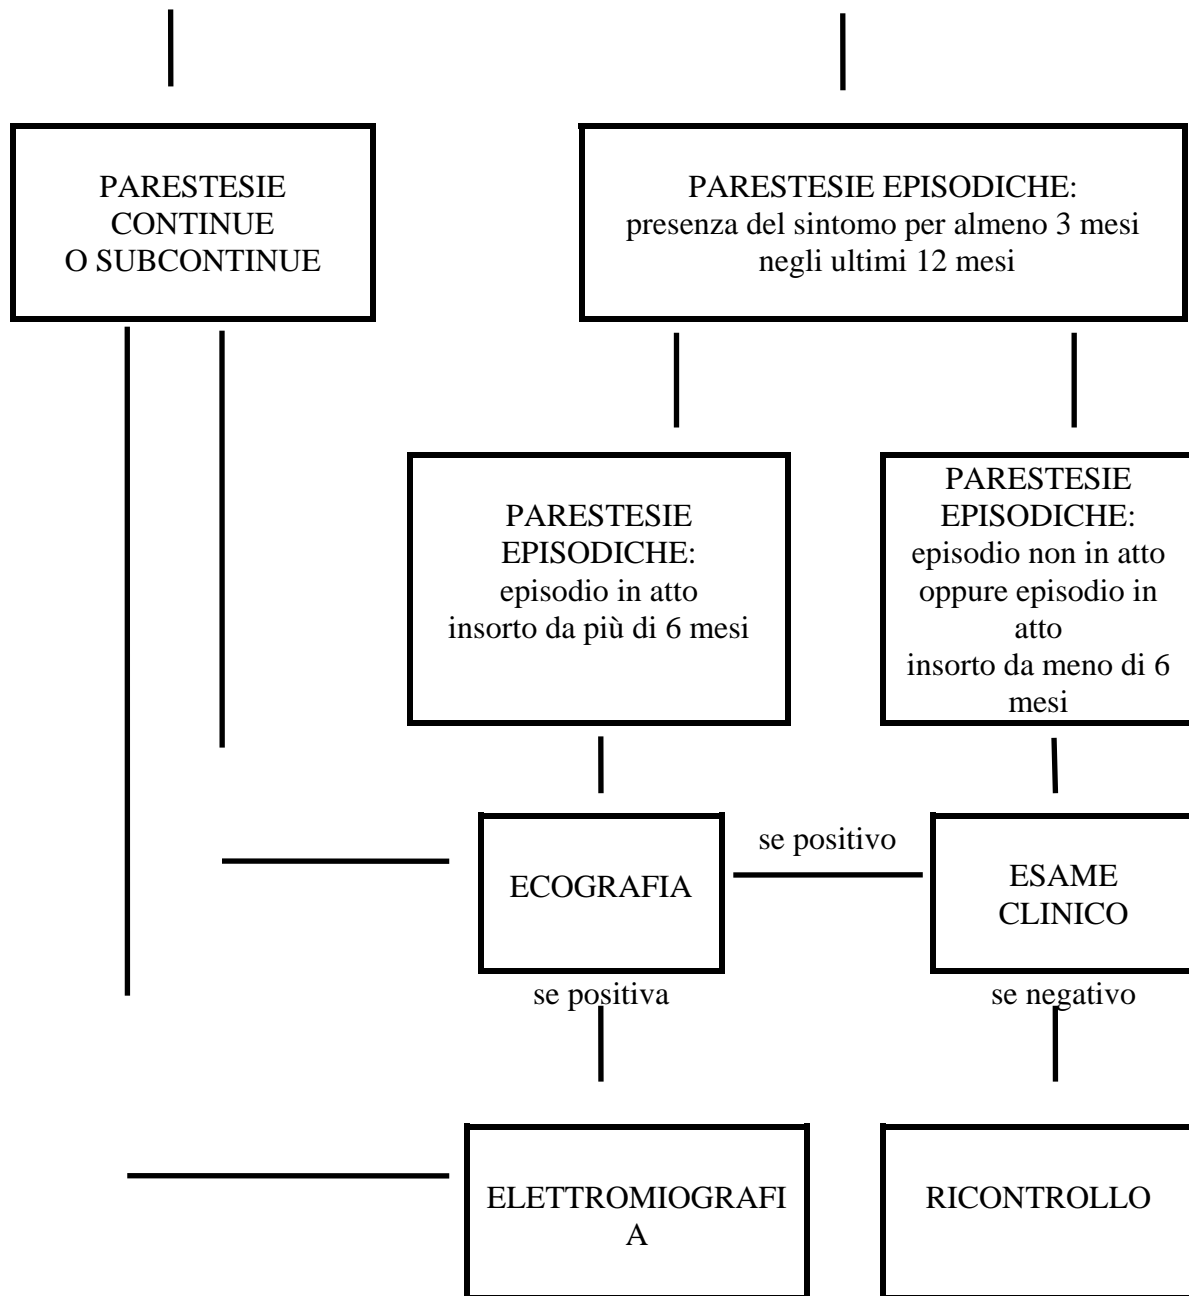 PARESTESIE
CONTINUE
O SUBCONTINUE
PARESTESIE EPISODICHE:
presenza del sintomo per almeno 3 mesi
negli ultimi 12 mesi
PARESTESIE
EPISODICHE:
episodio in atto
insorto da più di 6 mesi
PARESTESIE
EPISODICHE:
episodio non in atto
oppure episodio in
atto
insorto da meno di 6
mesi
ECOGRAFIA
se positivo
ESAME
CLINICO
se positiva
se negativo
ELETTROMIOGRAFI
A
RICONTROLLO